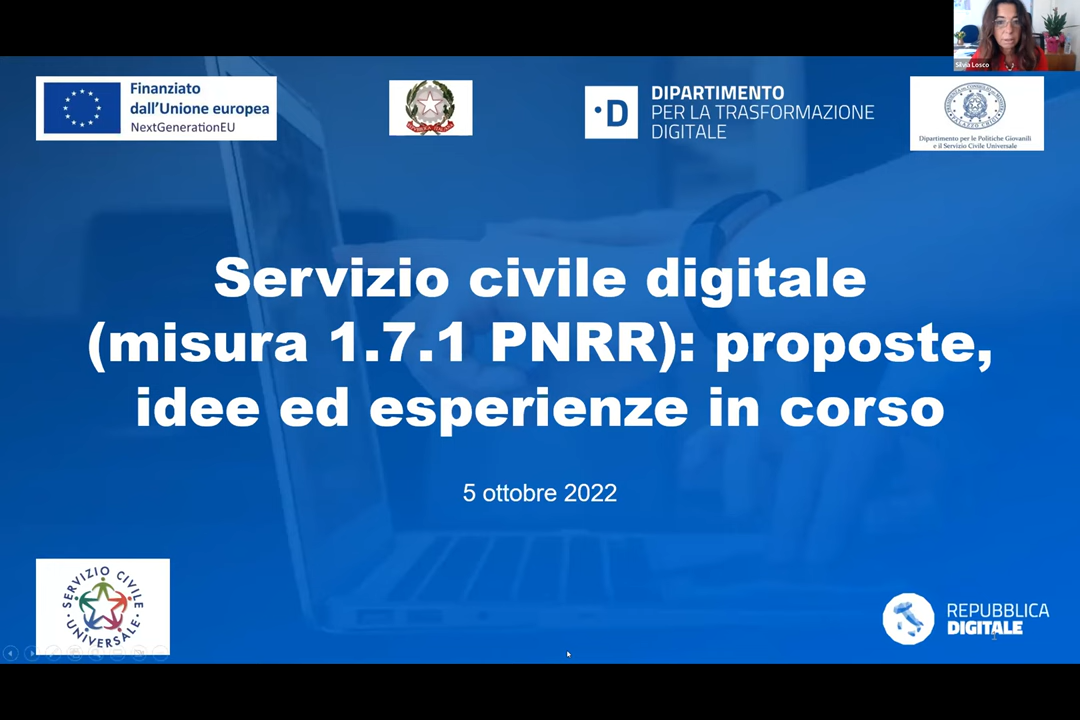 Silvia Losco
Finanziato
dall'Unione europea
NextGenerationEU
REPVBBLICA ITALIANA
DIPARTIMENTO
PER LA TRASFORMAZIONE
DIGITALE
Dipartimento per le Politiche Giovanili
e il Servizio Civile Universale
Servizio civile digitale
(misura 1.7.1 PNRR): proposte,
idee ed esperienze in corso
5 ottobre 2022
SERVIZIO CIVILE
UNIVERSALE
REPUBBLICA
DIGITALE